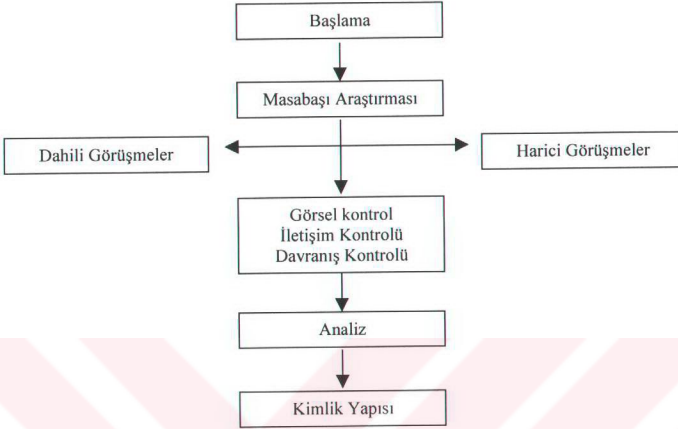 Başlama
Masabaşı Araştırması
Dahili Görüşmeler
Harici Görüşmeler
Görsel kontrol
İletişim Kontrolü
Davranış Kontrolü
Analiz
Kimlik Yapısı